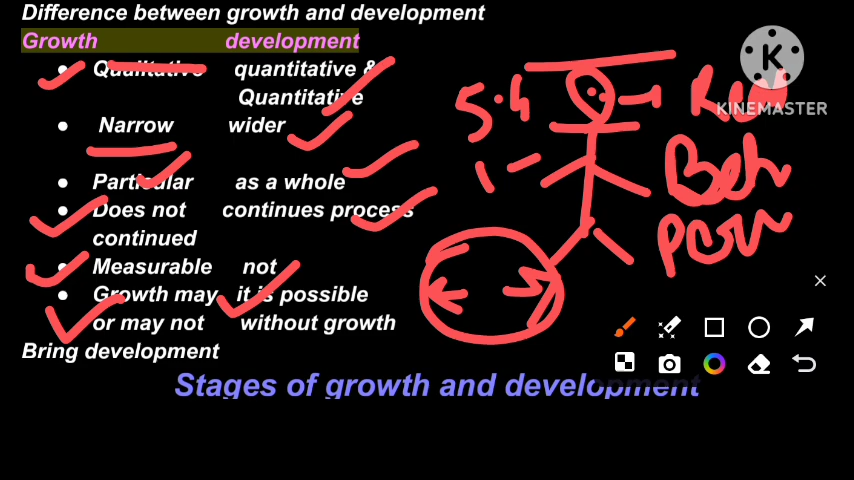 Difference between growth and development
Growth development
• Qualitative quantitative &
Quantitative
• Narrow wider
• Particular as a whole
• Does not continues process
continued
• Measurable not
• Growth may it is possible
or may not without growth
Bring development
Stages of growth and development
5.4
K
KINEMASTER
Beh